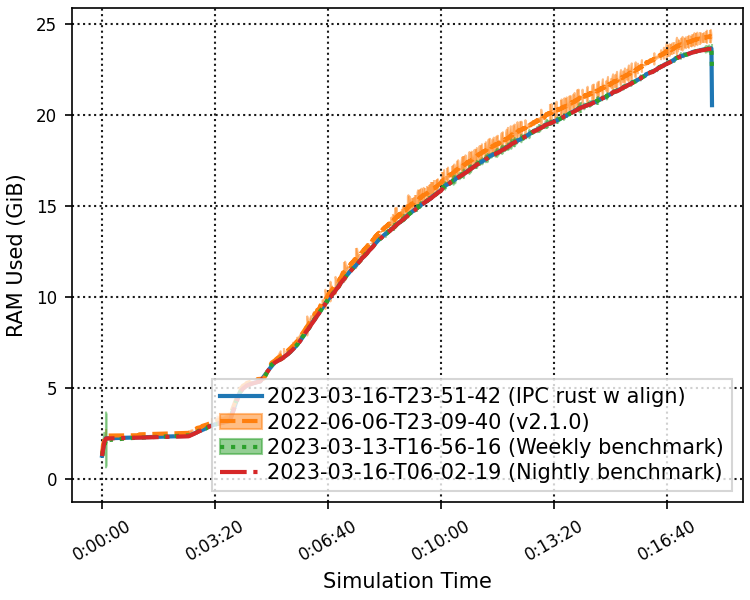 25
20
15
10
5
0
RAM Used (GiB)
2023-03-16-T23-51-42 (IPC rust w align)
2022-06-06-T23-09-40 (v2.1.0)
2023-03-13-T16-56-16 (Weekly benchmark)
2023-03-16-T06-02-19 (Nightly benchmark)
0:00:00
0:03:20
0:06:40
0:10:00
0:13:20
0:16:40
Simulation Time